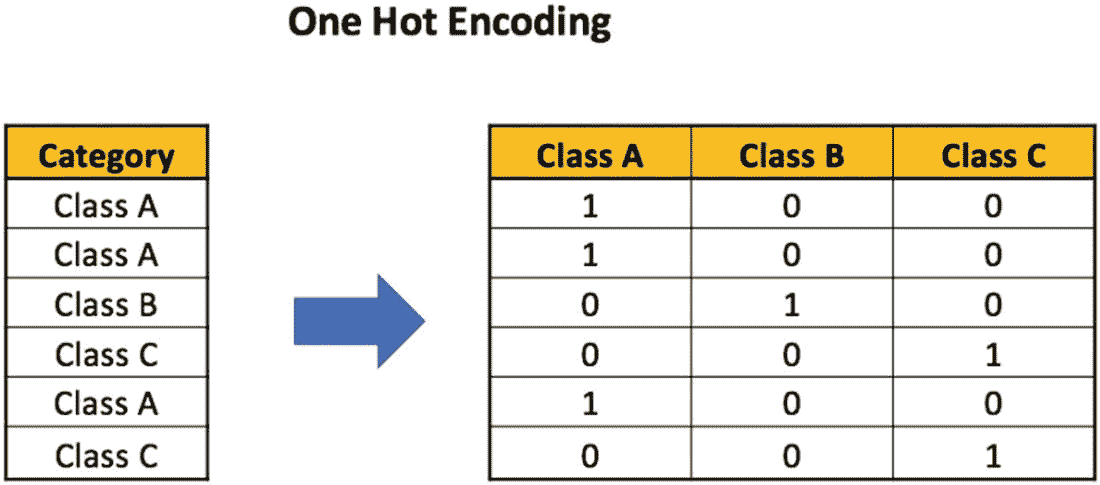 One Hot Encoding
Category
Class A
Class A
Class B
Class C
Class A
Class C
Class A Class B Class C
1 0 0
1 0 0
0 1 0
0 0 1
1 0 0
0 0 1